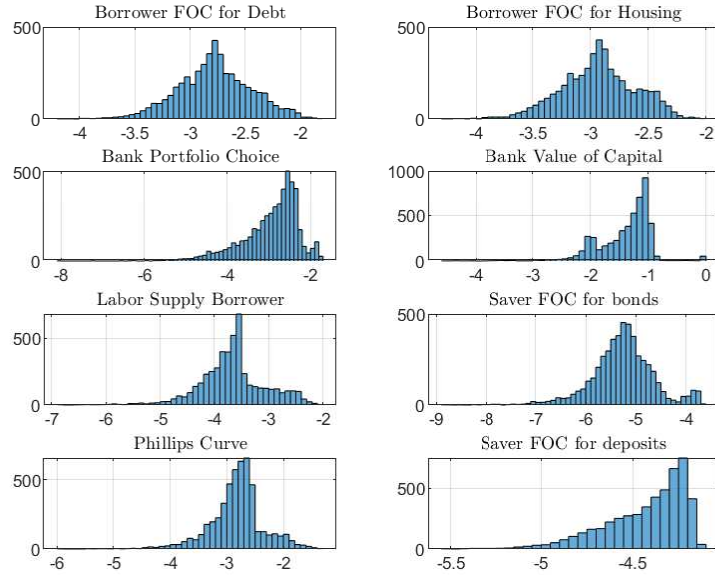 Borrower FOC for Debt
500
0
-4 -3.5 -3 -2.5 -2
Borrower FOC for Housing
500
0
-4 -3.5 -3 -2.5 -2
Bank Portfolio Choice
500
0
-8 -6 -4 -2
Bank Value of Capital
1000
500
0
-4 -3 -2 -1 0
Labor Supply Borrower
500
0
-7 -6 -5 -4 -3 -2
Saver FOC for bonds
500
0
-9 -8 -7 -6 -5 -4
Phillips Curve
500
0
-6 -5 -4 -3 -2
Saver FOC for deposits
500
0
-5.5 -5 -4.5